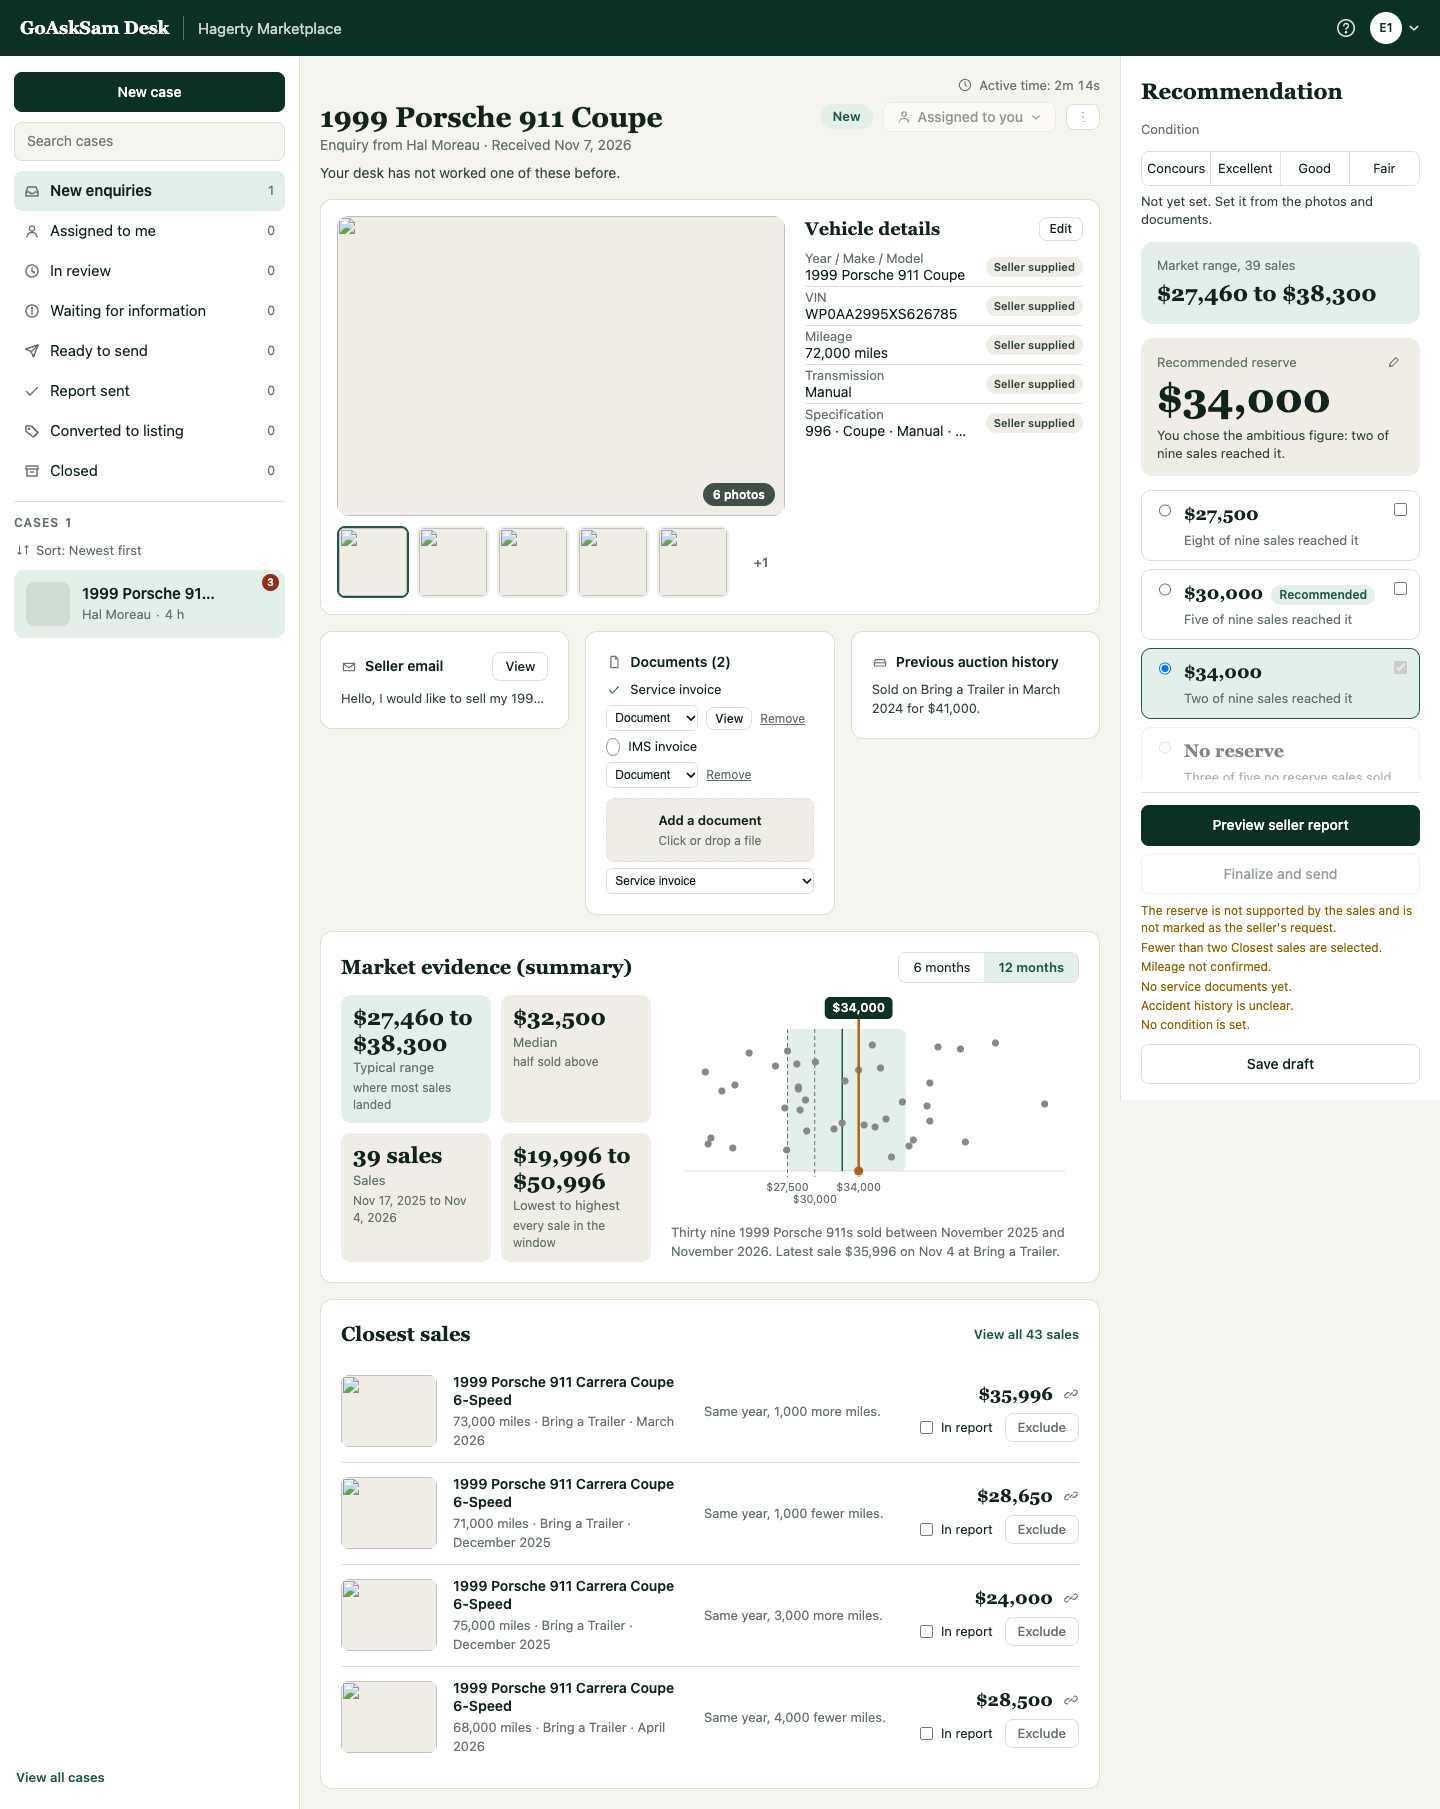 GoAskSam Desk
Hagerty Marketplace
E1
New case
Search cases
New enquiries 1
Assigned to me 0
In review 0
Waiting for information 0
Ready to send 0
Report sent 0
Converted to listing 0
Closed 0
CASES 1
Sort: Newest first
1999 Porsche 91...
3
Hal Moreau · 4 h
View all cases
Active time: 2m 14s
1999 Porsche 911 Coupe
New
Assigned to you
Enquiry from Hal Moreau · Received Nov 7, 2026
Your desk has not worked one of these before.
6 photos
+1
Vehicle details
Edit
Year / Make / Model
1999 Porsche 911 Coupe
Seller supplied
VIN
WP0AA2995XS626785
Seller supplied
Mileage
72,000 miles
Seller supplied
Transmission
Manual
Seller supplied
Specification
996 · Coupe · Manual · ...
Seller supplied
Seller email
View
Hello, I would like to sell my 199...
Documents (2)
Service invoice
Document
View
Remove
IMS invoice
Document
Remove
Add a document
Click or drop a file
Service invoice
Previous auction history
Sold on Bring a Trailer in March
2024 for $41,000.
Market evidence (summary)
6 months
12 months
$27,460 to
$38,300
Typical range
where most sales
landed
$32,500
Median
half sold above
39 sales
Sales
Nov 17, 2025 to Nov
4, 2026
$19,996 to
$50,996
Lowest to highest
every sale in the
window
$34,000
$27,500
$34,000
$30,000
Thirty nine 1999 Porsche 911s sold between November 2025 and
November 2026. Latest sale $35,996 on Nov 4 at Bring a Trailer.
Closest sales
View all 43 sales
1999 Porsche 911 Carrera Coupe
6-Speed
73,000 miles · Bring a Trailer · March
2026
Same year, 1,000 more miles.
$35,996
In report
Exclude
1999 Porsche 911 Carrera Coupe
6-Speed
71,000 miles · Bring a Trailer ·
December 2025
Same year, 1,000 fewer miles.
$28,650
In report
Exclude
1999 Porsche 911 Carrera Coupe
6-Speed
75,000 miles · Bring a Trailer ·
December 2025
Same year, 3,000 more miles.
$24,000
In report
Exclude
1999 Porsche 911 Carrera Coupe
6-Speed
68,000 miles · Bring a Trailer · April
2026
Same year, 4,000 fewer miles.
$28,500
In report
Exclude
Recommendation
Condition
Concours
Excellent
Good
Fair
Not yet set. Set it from the photos and
documents.
Market range, 39 sales
$27,460 to $38,300
Recommended reserve
$34,000
You chose the ambitious figure: two of
nine sales reached it.
$27,500
Eight of nine sales reached it
$30,000
Recommended
Five of nine sales reached it
$34,000
Two of nine sales reached it
No reserve
Three of five no reserve sales sold
Preview seller report
Finalize and send
The reserve is not supported by the sales and is
not marked as the seller's request.
Fewer than two Closest sales are selected.
Mileage not confirmed.
No service documents yet.
Accident history is unclear.
No condition is set.
Save draft